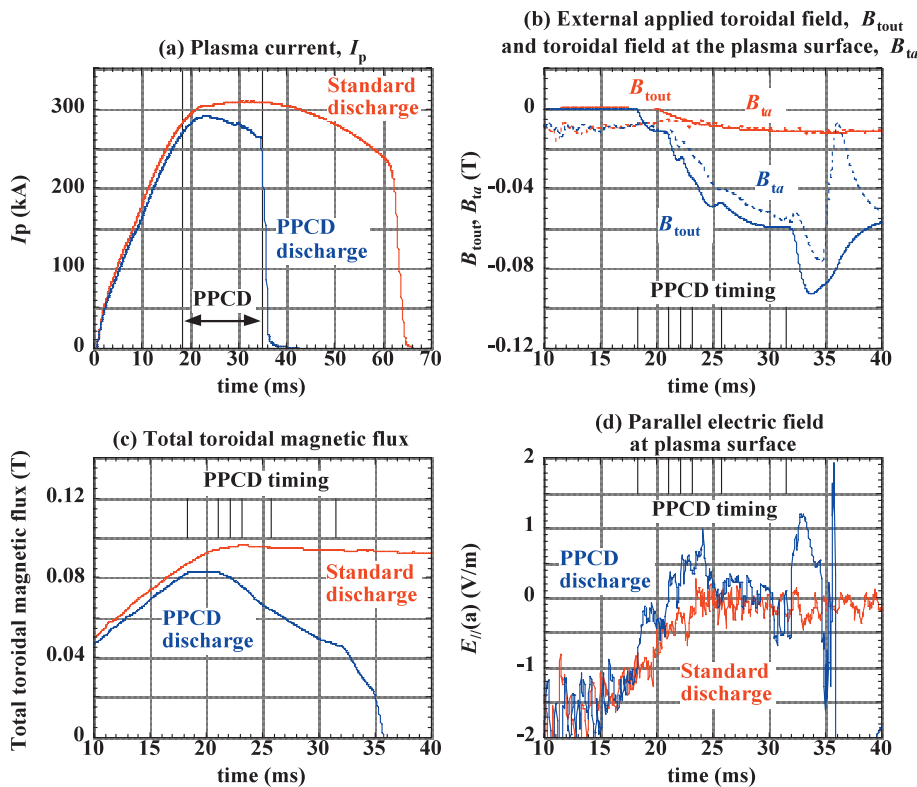 (a) Plasma current, Ip
Ip (kA)
300
200
100
0
0 10 20 30 40 50 60 70
time (ms)
Standard
discharge
PPCD
discharge
PPCD
(b) External applied toroidal field, Btout
and toroidal field at the plasma surface, Bta
Btout, Bta (T)
0
-0.04
-0.08
-0.12
10 15 20 25 30 35 40
time (ms)
Btout
Bta
Bta
Btout
PPCD timing
(c) Total toroidal magnetic flux
Total toroidal magnetic flux (T)
0.12
0.08
0.04
0
10 15 20 25 30 35 40
time (ms)
PPCD timing
Standard
discharge
PPCD
discharge
(d) Parallel electric field
at plasma surface
E//(a) (V/m)
2
1
0
-1
-2
10 15 20 25 30 35 40
time (ms)
PPCD timing
PPCD
discharge
Standard
discharge